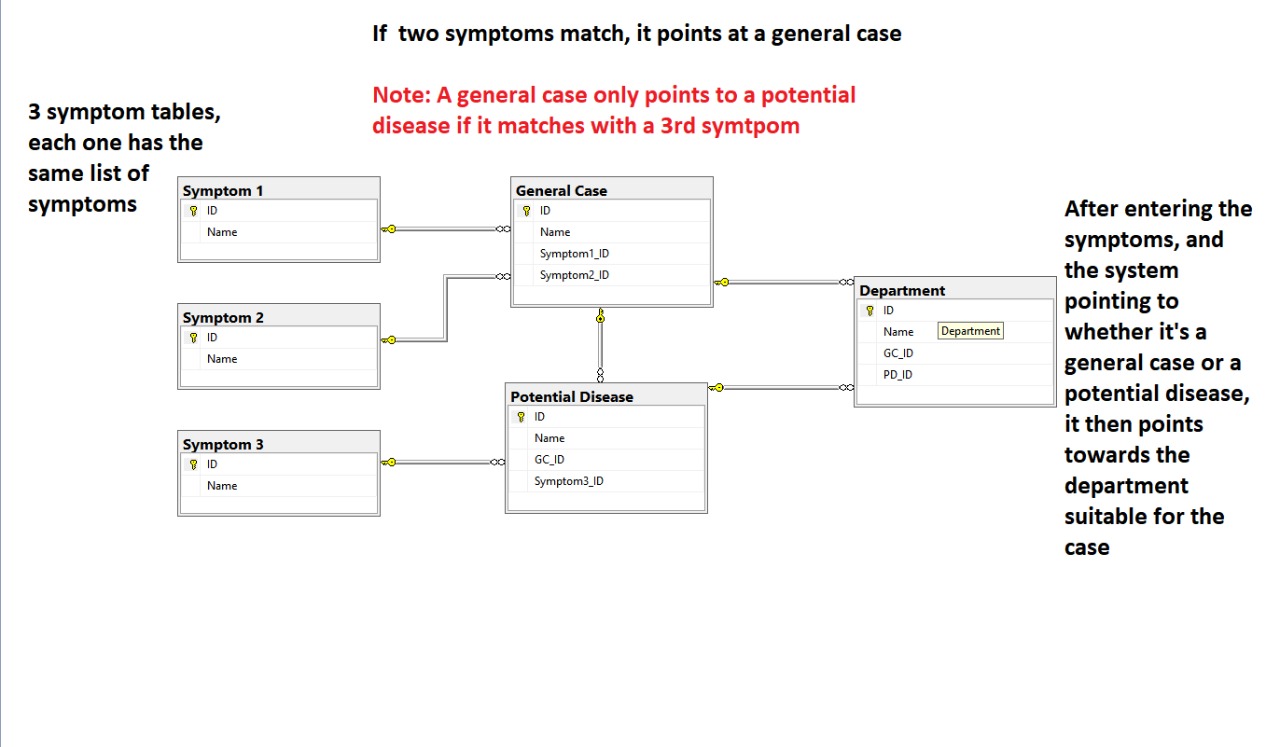 If  two symptoms match, it points at a general case
Note: A general case only points to a potential
disease if it matches with a 3rd symtpom
3 symptom tables,
each one has the
same list of
symptoms
Symptom 1
ID
Name
Symptom 2
ID
Name
Symptom 3
ID
Name
General Case
ID
Name
Symptom1_ID
Symptom2_ID
Potential Disease
ID
Name
GC_ID
Symptom3_ID
Department
ID
Name
Department
GC_ID
PD_ID
After entering the
symptoms, and
the system
pointing to
whether it's a
general case or a
potential disease,
it then points
towards the
department
suitable for the
case